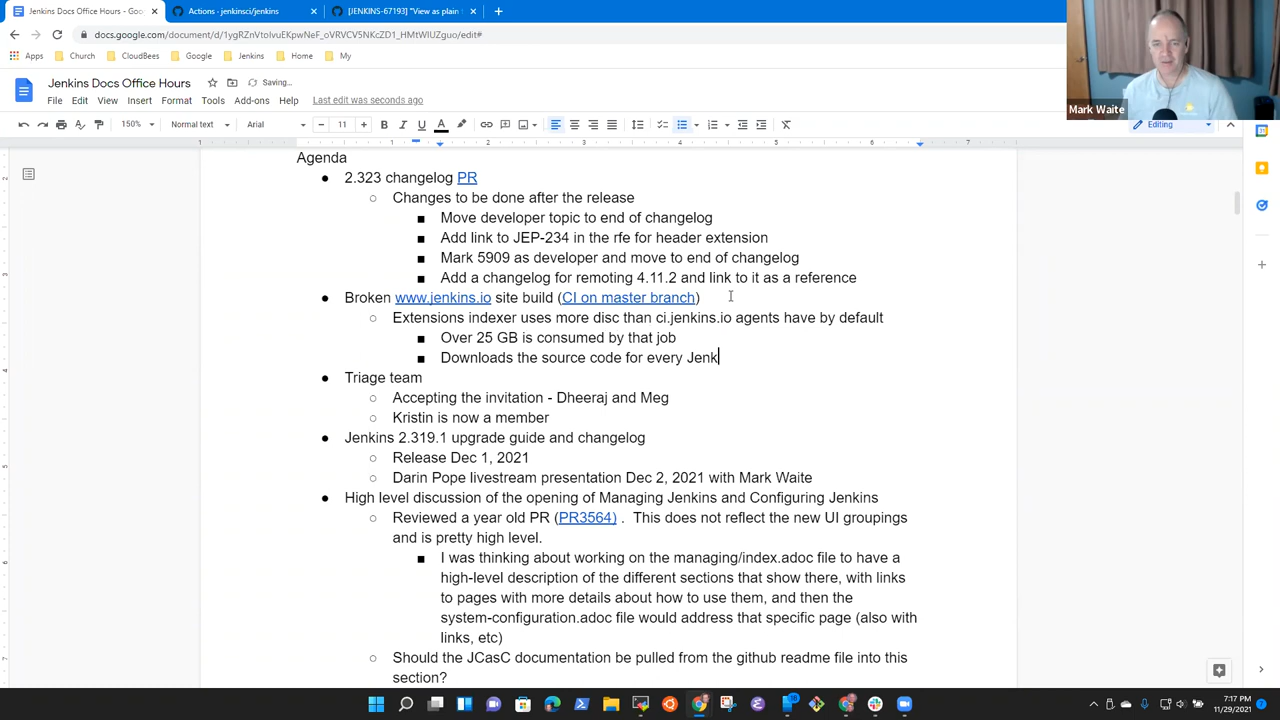 Jenkins Docs Office Hours - Goo
Actions · jenkinsci/jenkins
[JENKINS-67193] "View as plain t
docs.google.com/document/d/1ygRZnVtoIvuEKpwNeF_oVRVCV5NKcZD1_HMtWIUZguo/edit#
Apps
Church
CloudBees
Google
Jenkins
Home
My
Mark Waite
Jenkins Docs Office Hours
Saving...
File Edit View Insert Format Tools Add-ons Help Last edit was seconds ago
150% Normal text Arial 11 Editing
Agenda
2.323 changelog PR
Changes to be done after the release
Move developer topic to end of changelog
Add link to JEP-234 in the rfe for header extension
Mark 5909 as developer and move to end of changelog
Add a changelog for remoting 4.11.2 and link to it as a reference
Broken www.jenkins.io site build (CI on master branch)
Extensions indexer uses more disc than ci.jenkins.io agents have by default
Over 25 GB is consumed by that job
Downloads the source code for every Jenk
Triage team
Accepting the invitation - Dheeraj and Meg
Kristin is now a member
Jenkins 2.319.1 upgrade guide and changelog
Release Dec 1, 2021
Darin Pope livestream presentation Dec 2, 2021 with Mark Waite
High level discussion of the opening of Managing Jenkins and Configuring Jenkins
Reviewed a year old PR (PR3564) . This does not reflect the new UI groupings
and is pretty high level.
I was thinking about working on the managing/index.adoc file to have a
high-level description of the different sections that show there, with links
to pages with more details about how to use them, and then the
system-configuration.adoc file would address that specific page (also with
links, etc)
Should the JCasC documentation be pulled from the github readme file into this
section?
7:17 PM
11/29/2021